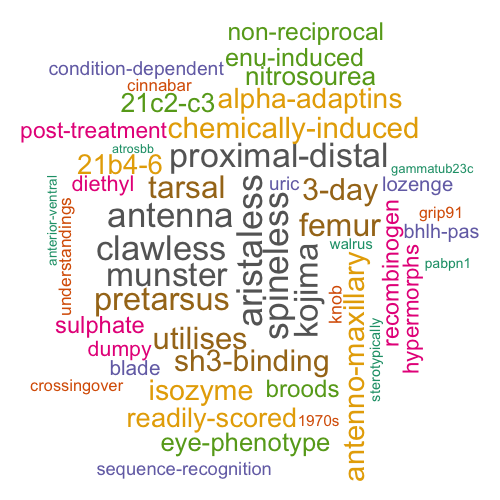 non-reciprocal
enu-induced
condition-dependent
nitrosourea
cinnabar
21c2-c3
alpha-adaptins
post-treatment
chemically-induced
atrosbb
proximal-distal
21b4-6
gammatub23c
diethyl
tarsal
uric
3-day
lozenge
anterior-ventral
understandings
antenna
aristaless
spineless
femur
recombinogen
grip91
bhlh-pas
clawless
kojima
walrus
hypermorphs
pabpn1
munster
antenno-maxillary
pretarsus
knob
sterotypically
sulphate
utilises
dumpy
sh3-binding
blade
crossingover
isozyme
broods
readily-scored
1970s
eye-phenotype
sequence-recognition